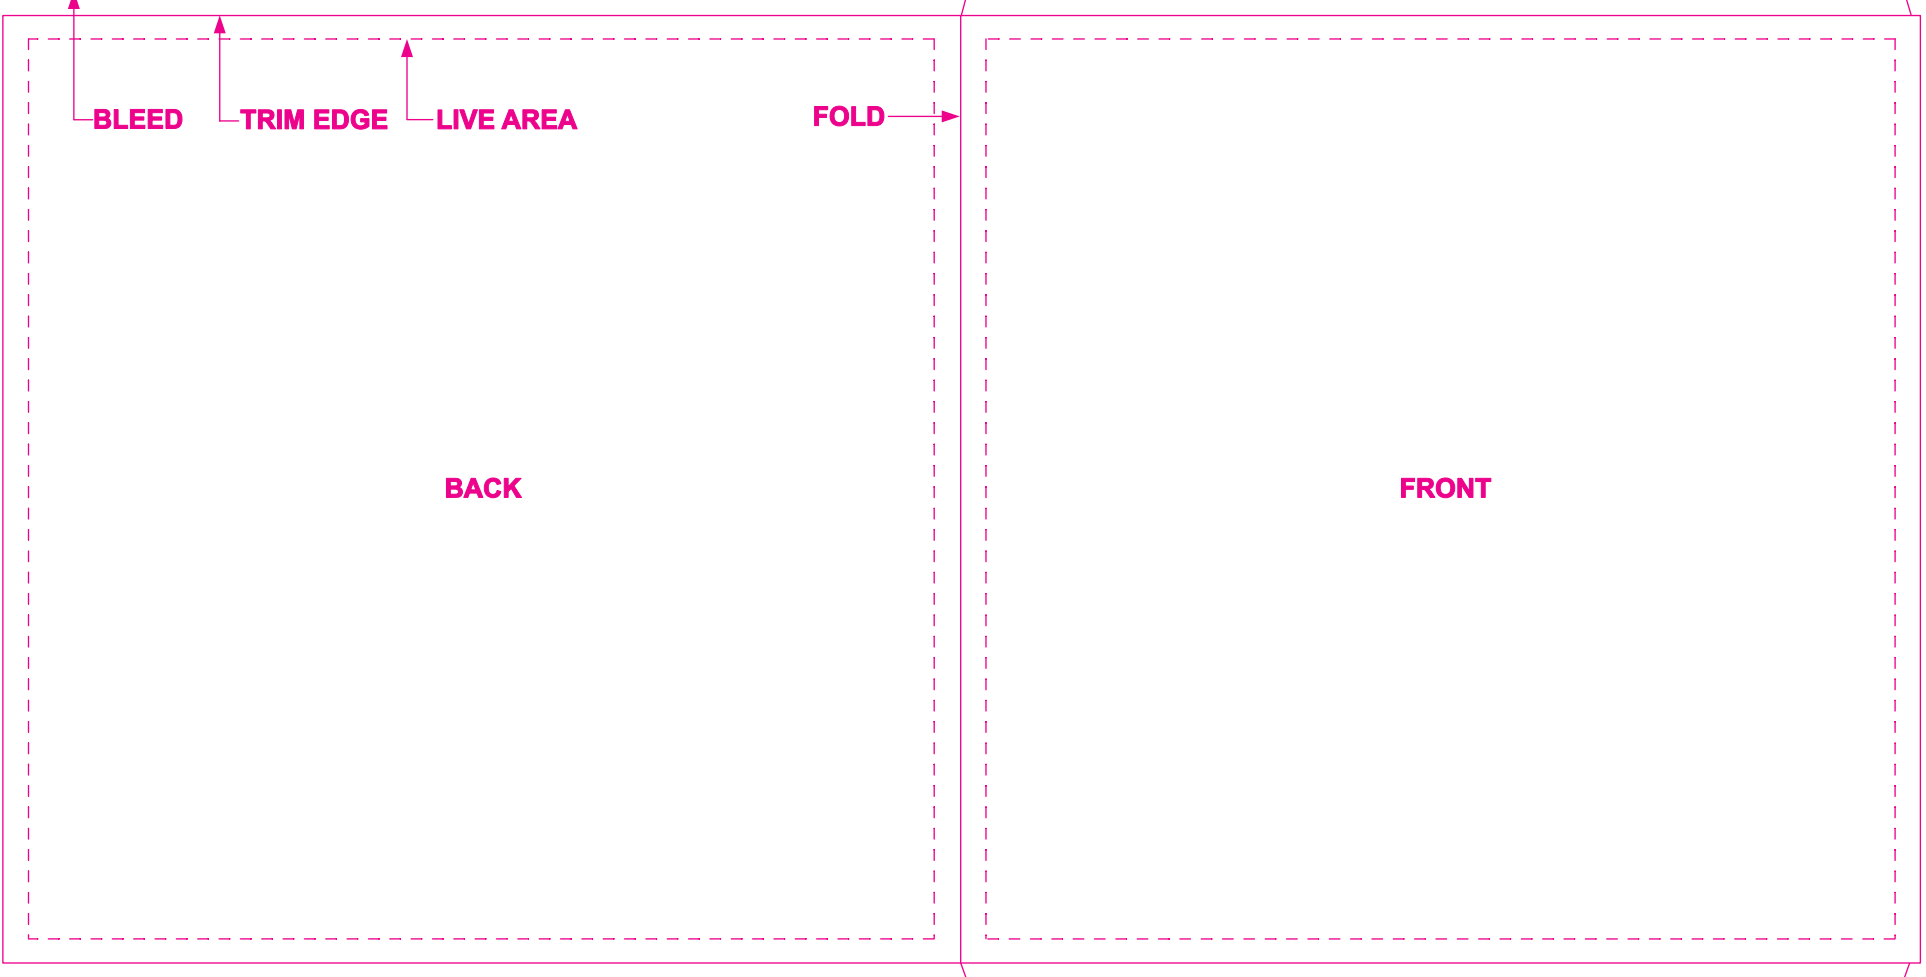 BLEED
TRIM EDGE
LIVE AREA
FOLD
BACK
FRONT